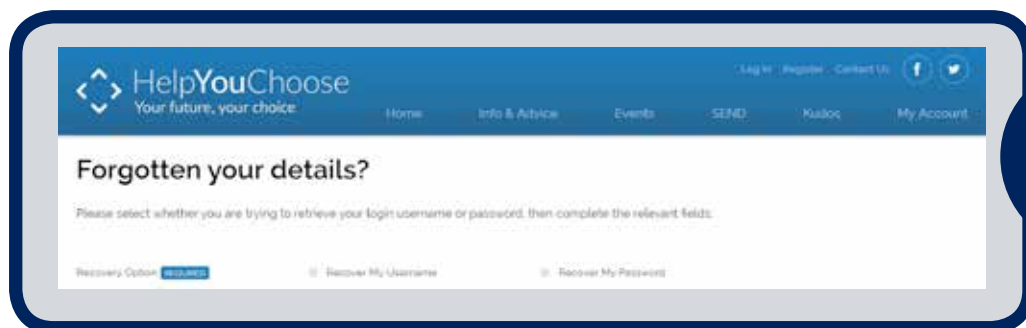 HelpYouChoose
Your future, your choice
Log In Register Contact Us
Home Info & Advice Events SEND Kudos My Account
Forgotten your details?
Please select whether you are trying to retrieve your login username or password, then complete the relevant fields.
Recovery Option REQUIRED Recover My Username Recover My Password